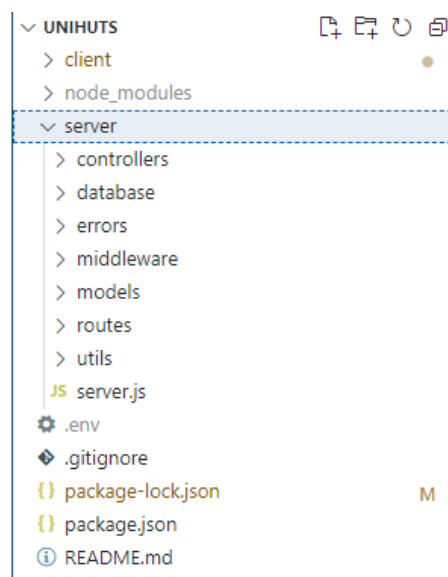 UNIHUTS
client
node_modules
server
controllers
database
errors
middleware
models
routes
utils
JS server.js
.env
.gitignore
{} package-lock.json M
{} package.json
README.md